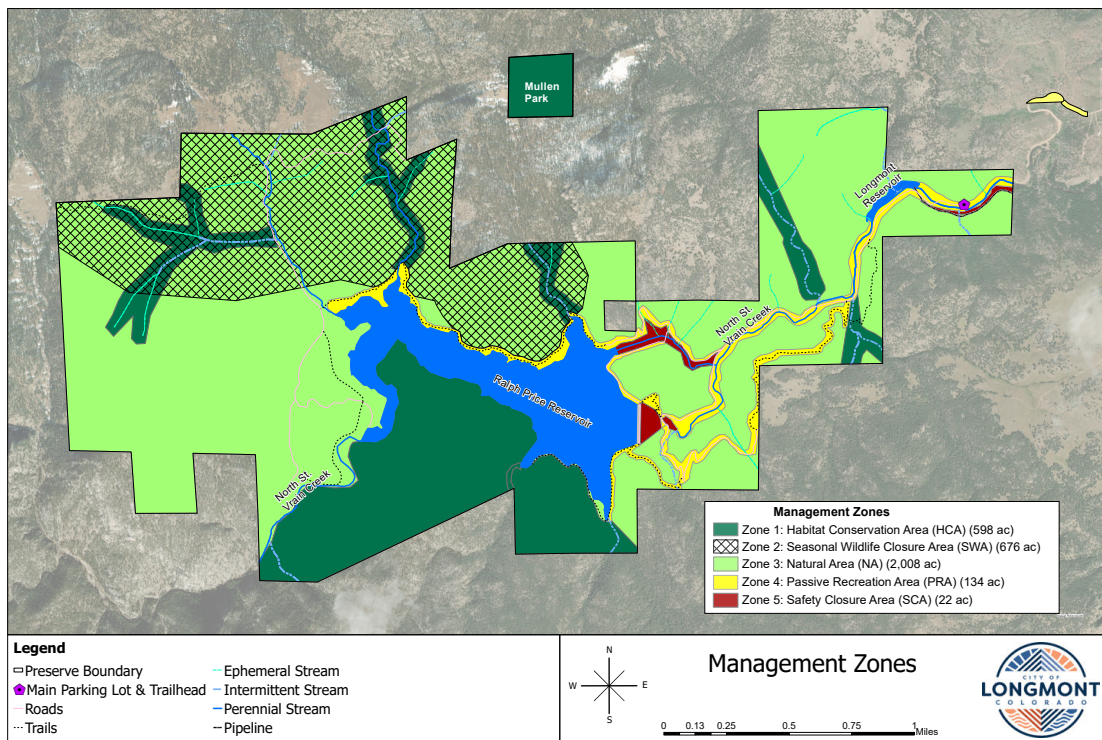 Mullen
Park
Longmont
Reservoir
North St.
Vrain Creek
Ralph Price Reservoir
North St.
Vrain Creek
Management Zones
Zone 1: Habitat Conservation Area (HCA) (598 ac)
Zone 2: Seasonal Wildlife Closure Area (SWA) (676 ac)
Zone 3: Natural Area (NA) (2,008 ac)
Zone 4: Passive Recreation Area (PRA) (134 ac)
Zone 5: Safety Closure Area (SCA) (22 ac)
Legend
Preserve Boundary
Main Parking Lot & Trailhead
Roads
Trails
Ephemeral Stream
Intermittent Stream
Perennial Stream
Pipeline
N
W E
S
Management Zones
0 0.13 0.25 0.5 0.75 1
Miles
CITY OF
LONGMONT
COLORADO